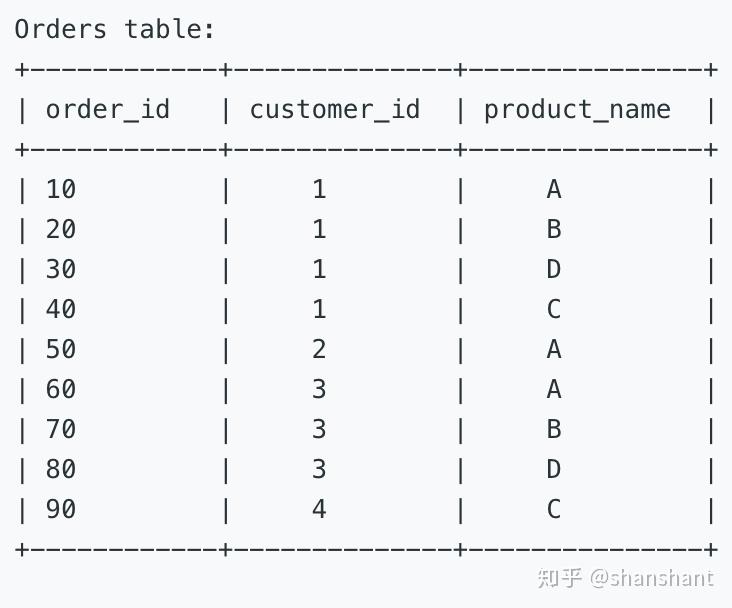 Orders table:
+------------+--------------+---------------+
| order_id   | customer_id  | product_name  |
+------------+--------------+---------------+
| 10         |     1        |     A         |
| 20         |     1        |     B         |
| 30         |     1        |     D         |
| 40         |     1        |     C         |
| 50         |     2        |     A         |
| 60         |     3        |     A         |
| 70         |     3        |     B         |
| 80         |     3        |     D         |
| 90         |     4        |     C         |
+------------+--------------+---------------+
知乎 @shanshant